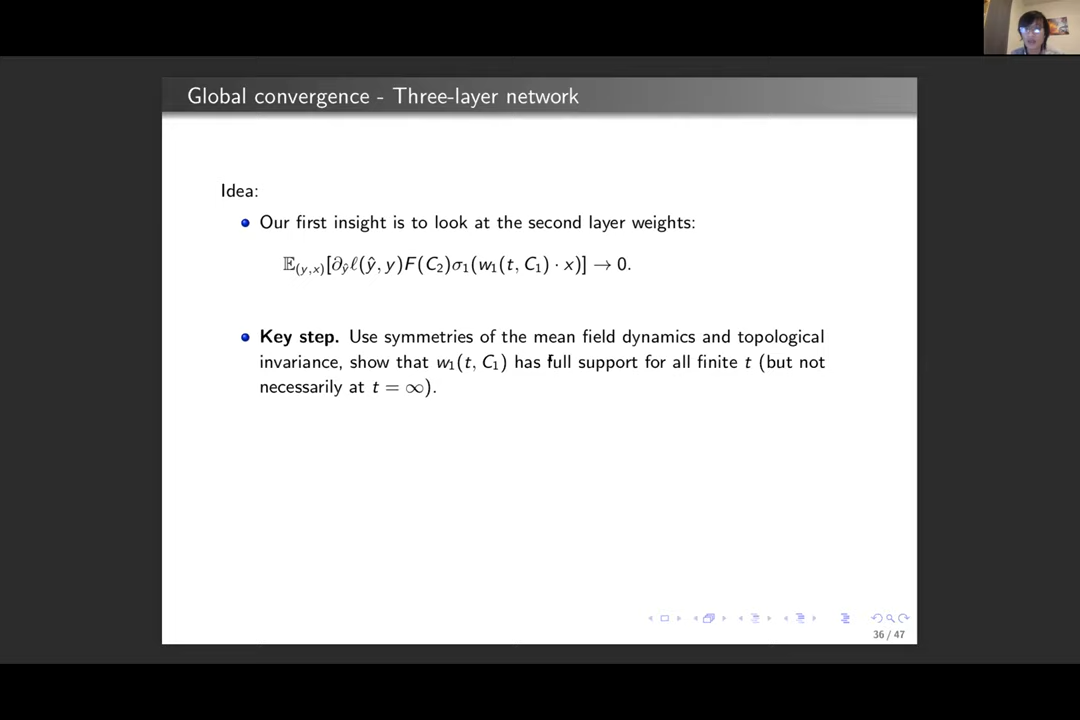 Global convergence - Three-layer network
Idea:
Our first insight is to look at the second layer weights:
𝔼₍y,x₎[∂ŷℓ(ŷ, y)F(C₂)σ₁(w₁(t, C₁) · x)] → 0.
Key step. Use symmetries of the mean field dynamics and topological
invariance, show that w₁(t, C₁) has full support for all finite t (but not
necessarily at t = ∞).
36 / 47